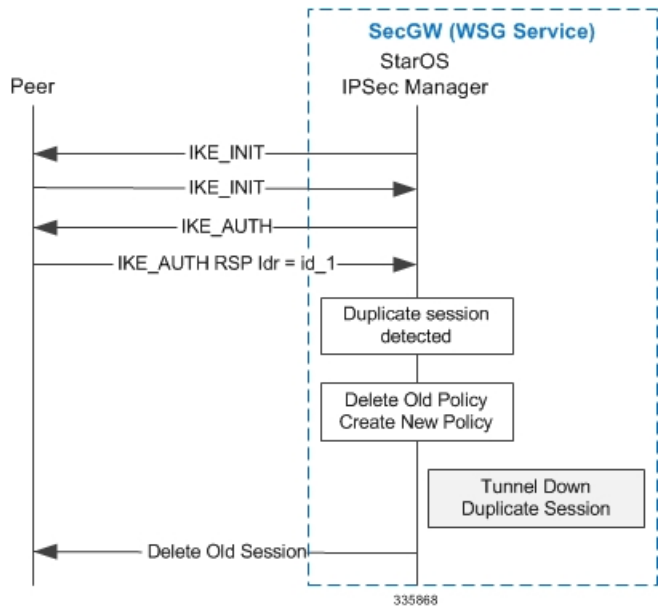 SecGW (WSG Service)
StarOS
IPSec Manager
Peer
IKE_INIT
IKE_INIT
IKE_AUTH
IKE_AUTH RSP Idr = id_1
Duplicate session
detected
Delete Old Policy
Create New Policy
Tunnel Down
Duplicate Session
Delete Old Session
335868